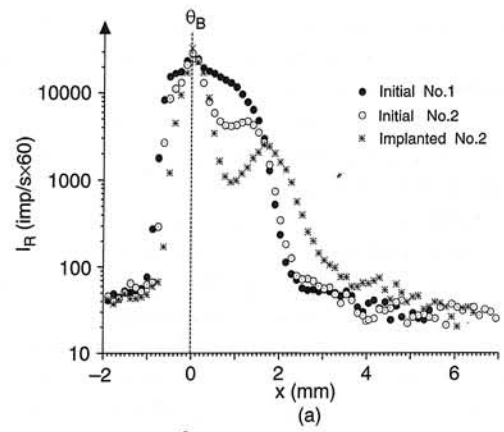 θB
10000
1000
100
10
IR (imp/s×60)
Initial No.1
Initial No.2
Implanted No.2
−2 0 2 4 6
x (mm)
(a)